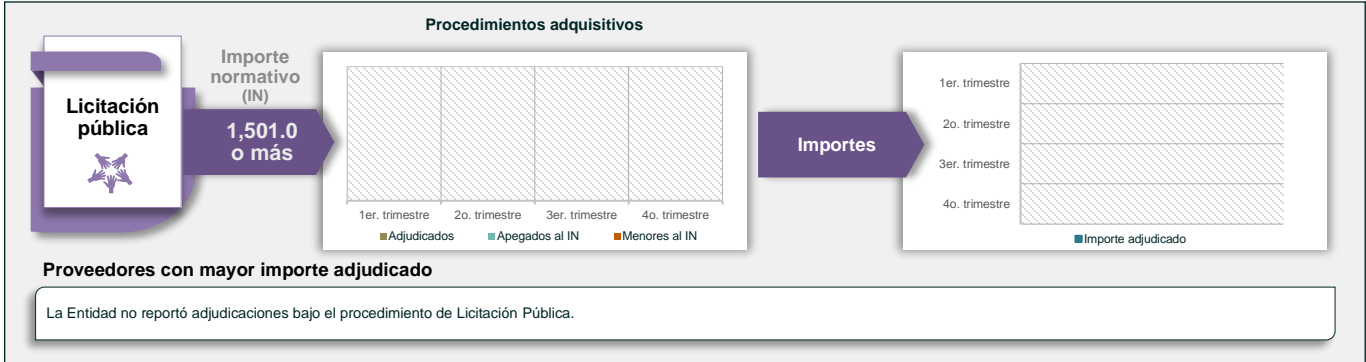 Procedimientos adquisitivos
Licitación
pública
Importe
normativo
(IN)
1,501.0
o más
1er. trimestre 2o. trimestre 3er. trimestre 4o. trimestre
Adjudicados Apegados al IN Menores al IN
Importes
1er. trimestre
2o. trimestre
3er. trimestre
4o. trimestre
Importe adjudicado
Proveedores con mayor importe adjudicado
La Entidad no reportó adjudicaciones bajo el procedimiento de Licitación Pública.